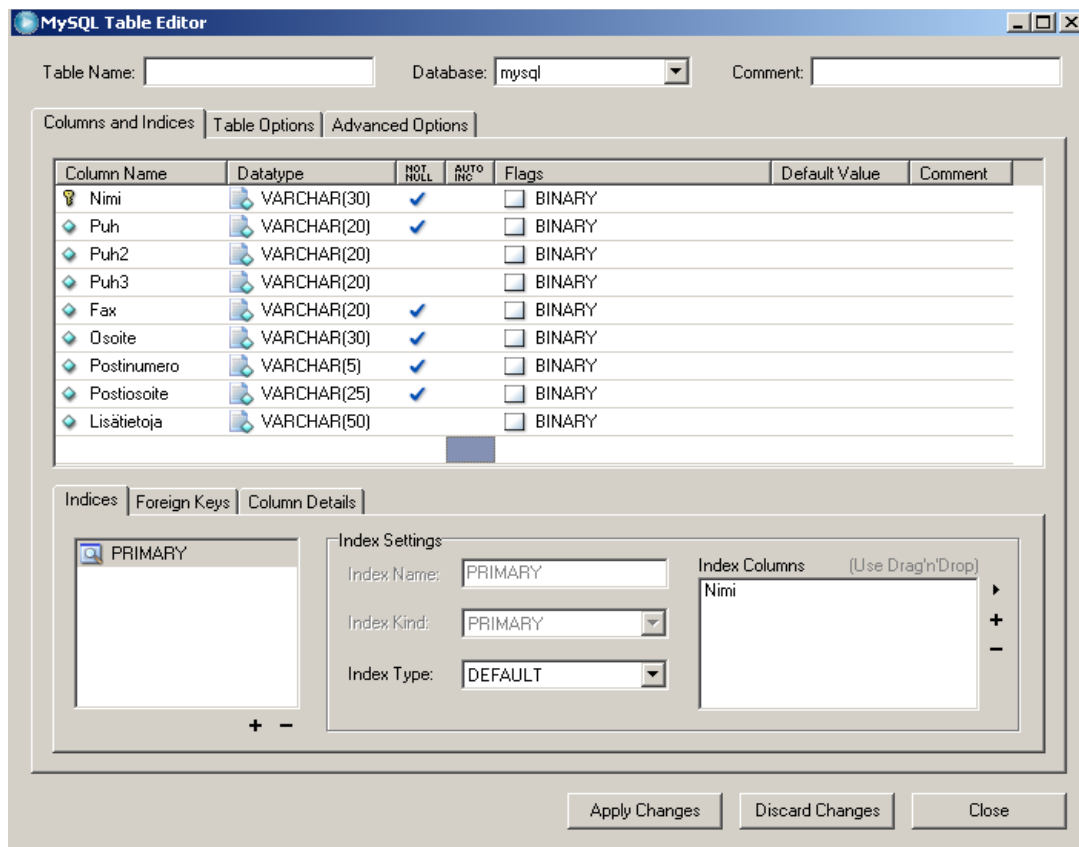 MySQL Table Editor
Table Name: Database: mysql Comment:
Columns and Indices Table Options Advanced Options
Column Name Datatype NOT NULL AUTO INC Flags Default Value Comment
Nimi VARCHAR(30) BINARY
Puh VARCHAR(20) BINARY
Puh2 VARCHAR(20) BINARY
Puh3 VARCHAR(20) BINARY
Fax VARCHAR(20) BINARY
Osoite VARCHAR(30) BINARY
Postinumero VARCHAR(5) BINARY
Postiosoite VARCHAR(25) BINARY
Lisätietoja VARCHAR(50) BINARY
Indices Foreign Keys Column Details
PRIMARY
Index Settings
Index Name: PRIMARY
Index Kind: PRIMARY
Index Type: DEFAULT
Index Columns (Use Drag'n'Drop)
Nimi
Apply Changes Discard Changes Close